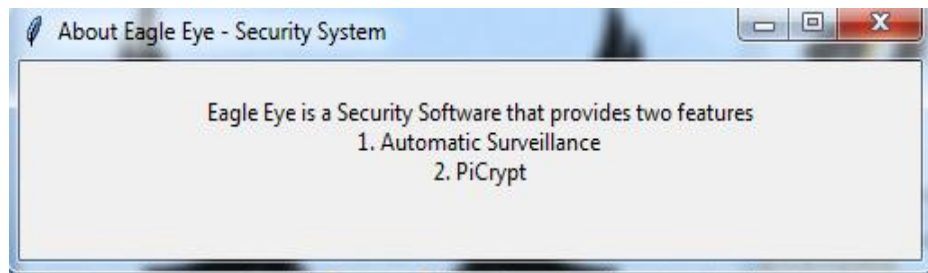 About Eagle Eye - Security System
Eagle Eye is a Security Software that provides two features
1. Automatic Surveillance
2. PiCrypt